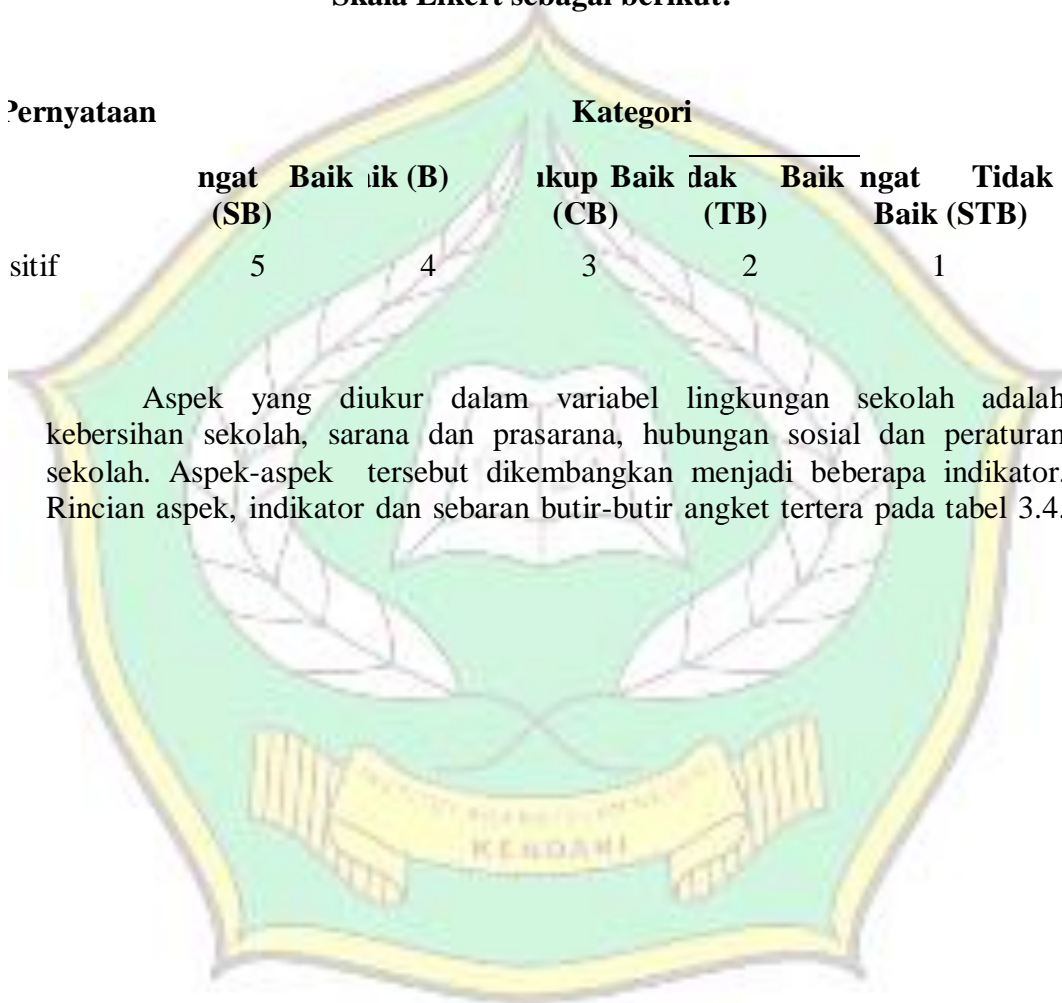 Skala Likert sebagai berikut:
Pernyataan Kategori
ngat Baik ik (B) kup Baik dak Baik ngat Tidak
(SB) (CB) (TB) Baik (STB)
sitif 5 4 3 2 1
Aspek yang diukur dalam variabel lingkungan sekolah adalah
kebersihan sekolah, sarana dan prasarana, hubungan sosial dan peraturan
sekolah. Aspek-aspek tersebut dikembangkan menjadi beberapa indikator.
Rincian aspek, indikator dan sebaran butir-butir angket tertera pada tabel 3.4.
KENDARI